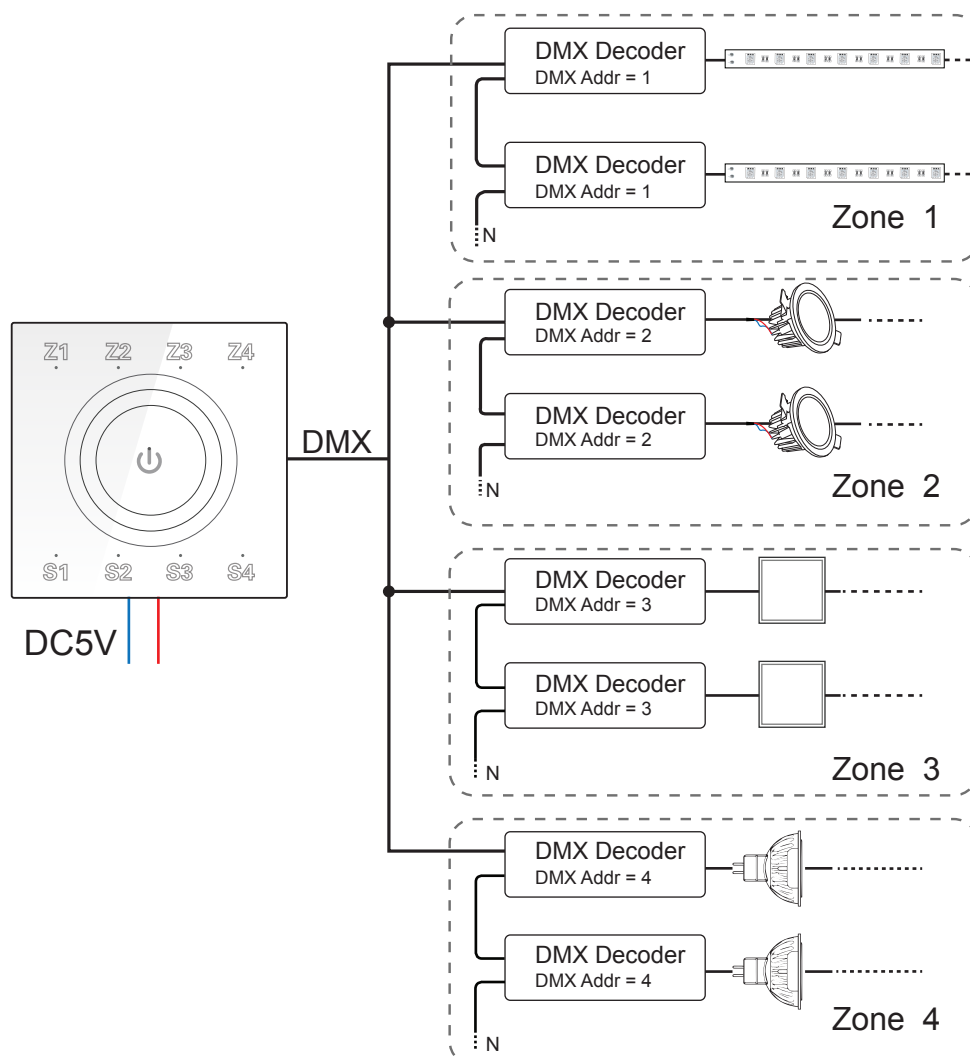 DMX Decoder
DMX Addr = 1
DMX Decoder
DMX Addr = 1
N
Zone 1
DMX Decoder
DMX Addr = 2
DMX Decoder
DMX Addr = 2
N
Zone 2
Z1 Z2 Z3 Z4
DMX
S1 S2 S3 S4
DC5V
DMX Decoder
DMX Addr = 3
DMX Decoder
DMX Addr = 3
N
Zone 3
DMX Decoder
DMX Addr = 4
DMX Decoder
DMX Addr = 4
N
Zone 4